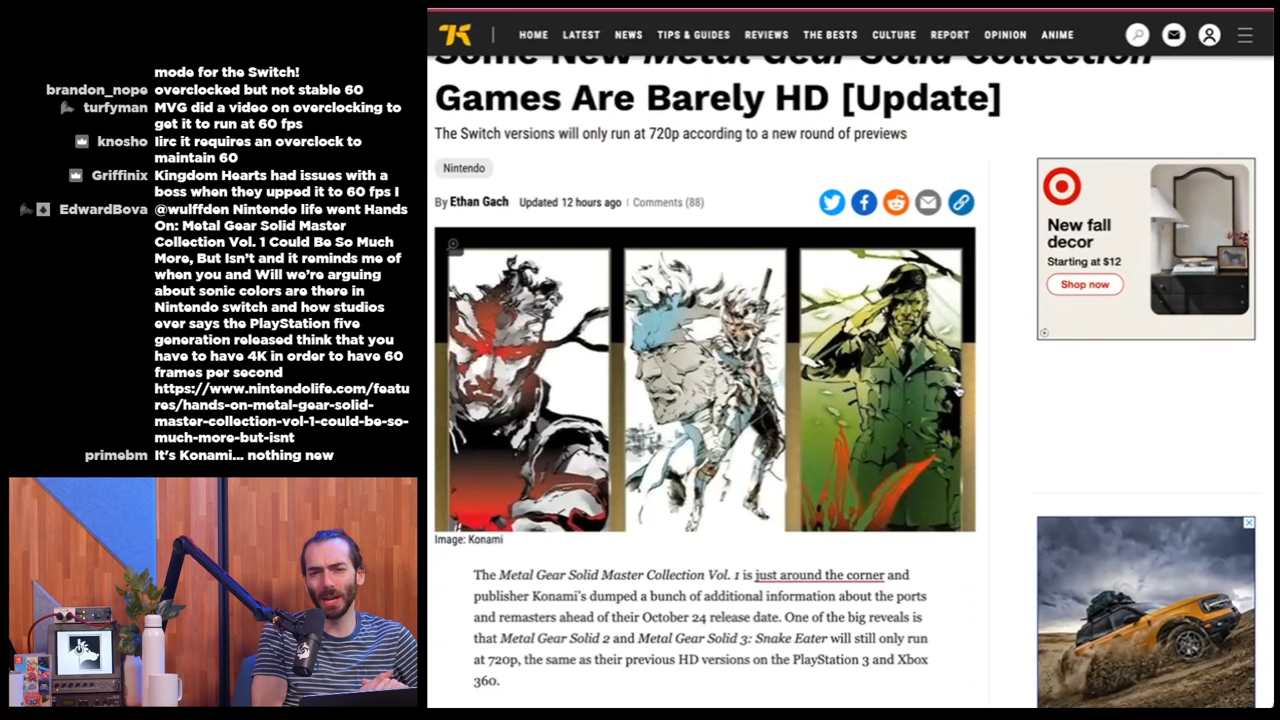 mode for the Switch!
brandon_nope overclocked but not stable 60
turfyman MVG did a video on overclocking to
get it to run at 60 fps
knosho Iirc it requires an overclock to
maintain 60
Griffinix Kingdom Hearts had issues with a
boss when they upped it to 60 fps I
EdwardBova @wulffden Nintendo life went Hands
On: Metal Gear Solid Master
Collection Vol. 1 Could Be So Much
More, But Isn't and it reminds me of
when you and Will we're arguing
about sonic colors are there in
Nintendo switch and how studios
ever says the PlayStation five
generation released think that you
have to have 4K in order to have 60
frames per second
https://www.nintendolife.com/featu
res/hands-on-metal-gear-solid-
master-collection-vol-1-could-be-so-
much-more-but-isnt
primebm It's Konami... nothing new
HOME LATEST NEWS TIPS & GUIDES REVIEWS THE BESTS CULTURE REPORT OPINION ANIME
Some New Metal Gear Solid Collection
Games Are Barely HD [Update]
The Switch versions will only run at 720p according to a new round of previews
Nintendo
By Ethan Gach Updated 12 hours ago Comments (88)
Image: Konami
The Metal Gear Solid Master Collection Vol. 1 is just around the corner and
publisher Konami's dumped a bunch of additional information about the ports
and remasters ahead of their October 24 release date. One of the big reveals is
that Metal Gear Solid 2 and Metal Gear Solid 3: Snake Eater will still only run
at 720p, the same as their previous HD versions on the PlayStation 3 and Xbox
360.
New fall
decor
Starting at $12
Shop now